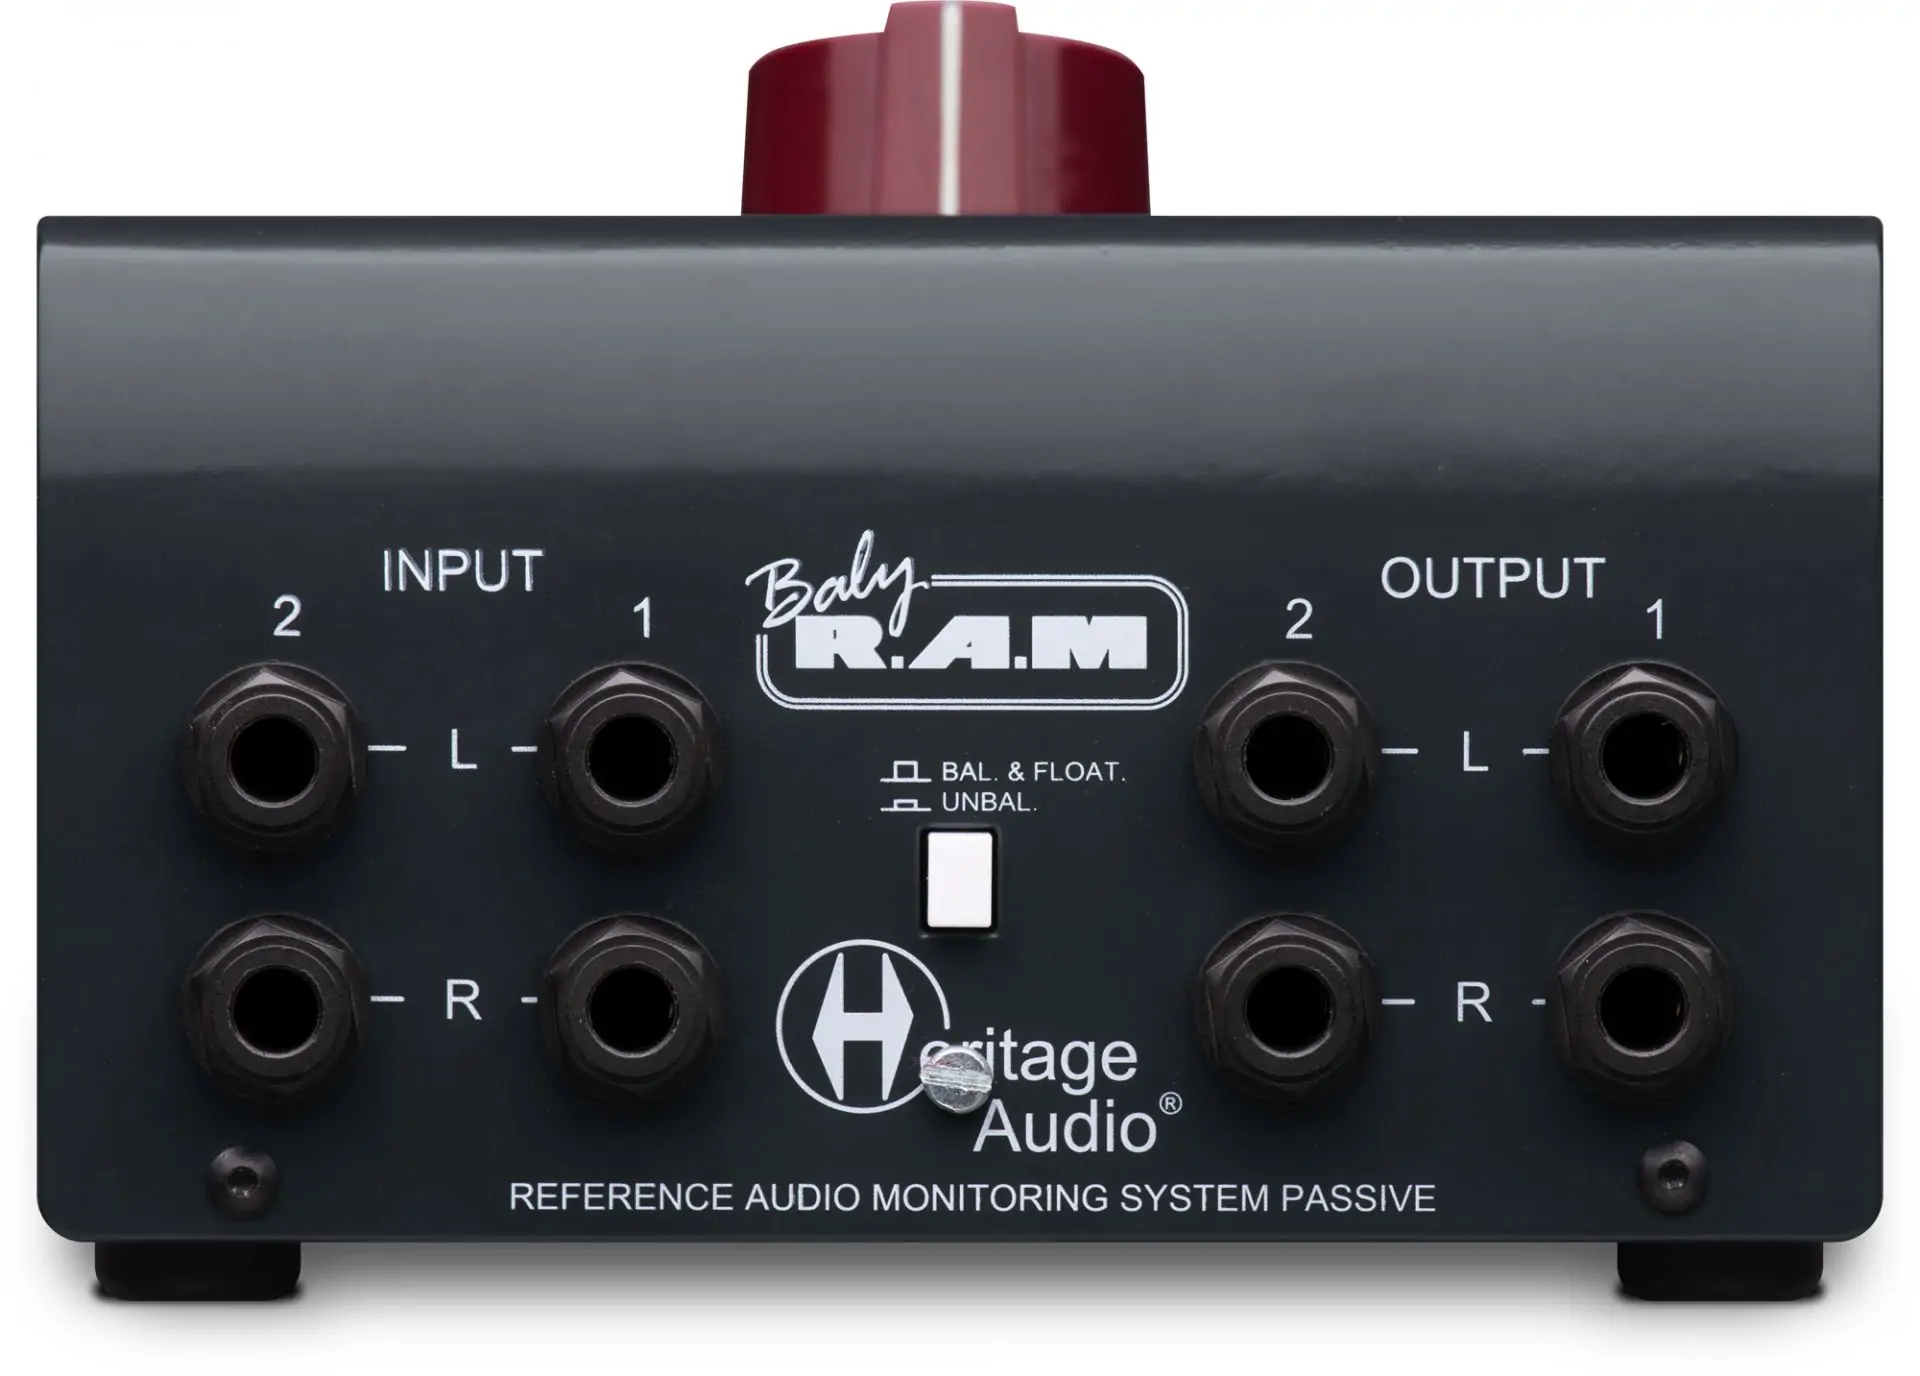 INPUT
OUTPUT
2 1
2 1
Baby
R.A.M
L
L
BAL. & FLOAT.
UNBAL.
R
R
Heritage
Audio®
REFERENCE AUDIO MONITORING SYSTEM PASSIVE